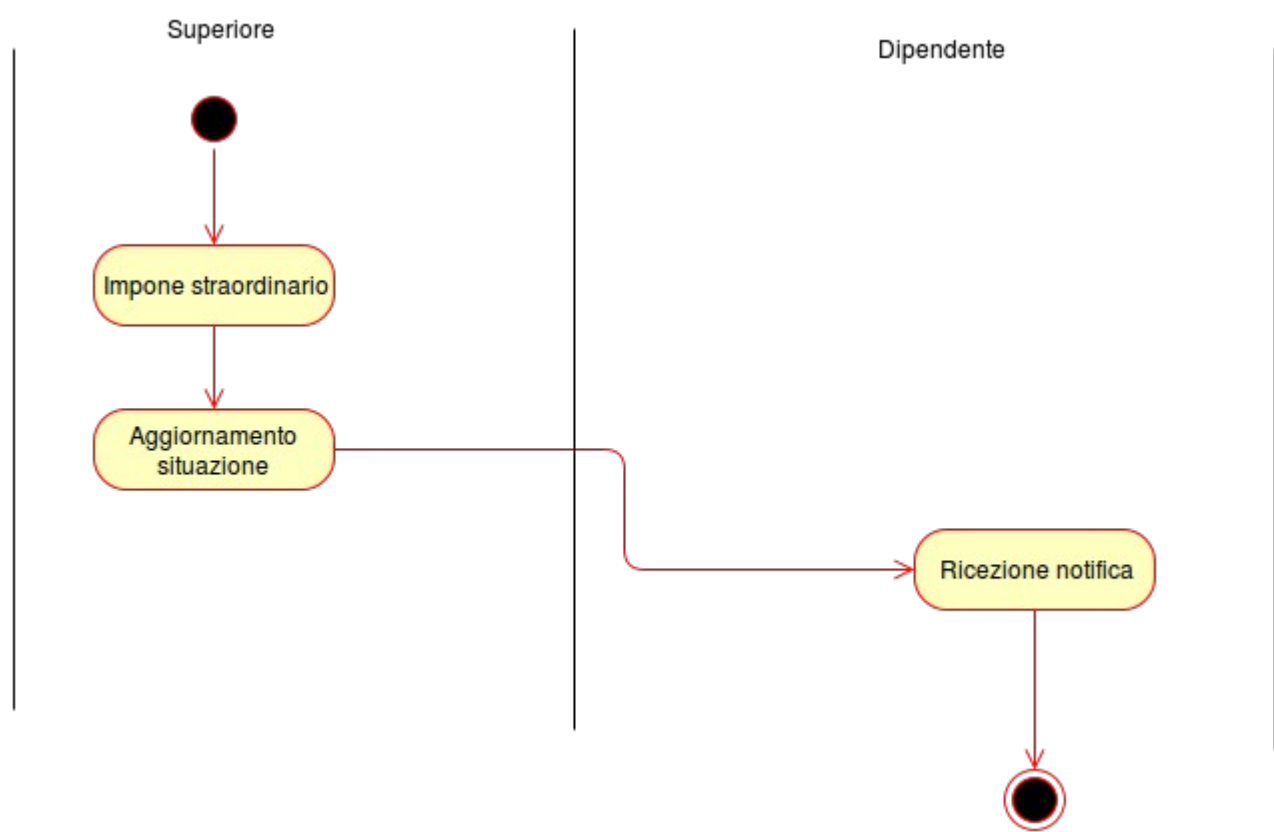 Superiore
Dipendente
Impone straordinario
Aggiornamento
situazione
Ricezione notifica